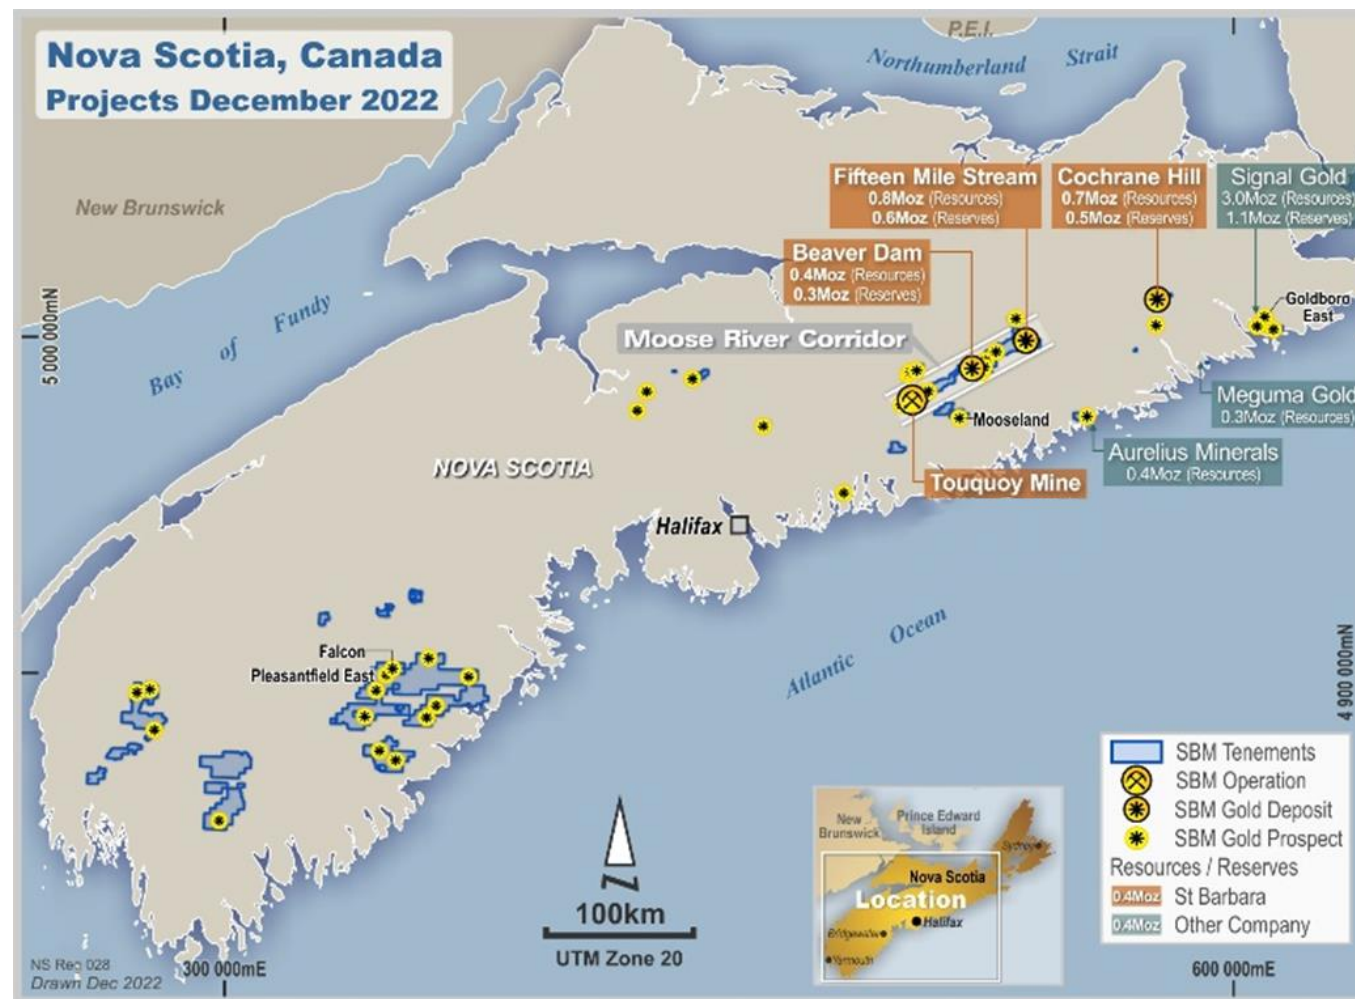 Nova Scotia, Canada
Projects December 2022
P.E.I.
Northumberland Strait
New Brunswick
Bay of Fundy
5 000 000mN
Fifteen Mile Stream
0.8Moz (Resources)
0.6Moz (Reserves)
Cochrane Hill
0.7Moz (Resources)
0.5Moz (Reserves)
Signal Gold
3.0Moz (Resources)
1.1Moz (Reserves)
Beaver Dam
0.4Moz (Resources)
0.3Moz (Reserves)
Goldboro
East
Moose River Corridor
Meguma Gold
0.3Moz (Resources)
Mooseland
Aurelius Minerals
0.4Moz (Resources)
NOVA SCOTIA
Touquoy Mine
Halifax
Atlantic Ocean
Falcon
Pleasantfield East
4 900 000mN
SBM Tenements
SBM Operation
SBM Gold Deposit
SBM Gold Prospect
Resources / Reserves
0.4Moz St Barbara
0.4Moz Other Company
N
100km
UTM Zone 20
New
Brunswick
Prince Edward
Island
Sydney
Nova Scotia
Location
Halifax
Bridgewater
Yarmouth
NS Reg 028
Drawn Dec 2022
300 000mE
600 000mE